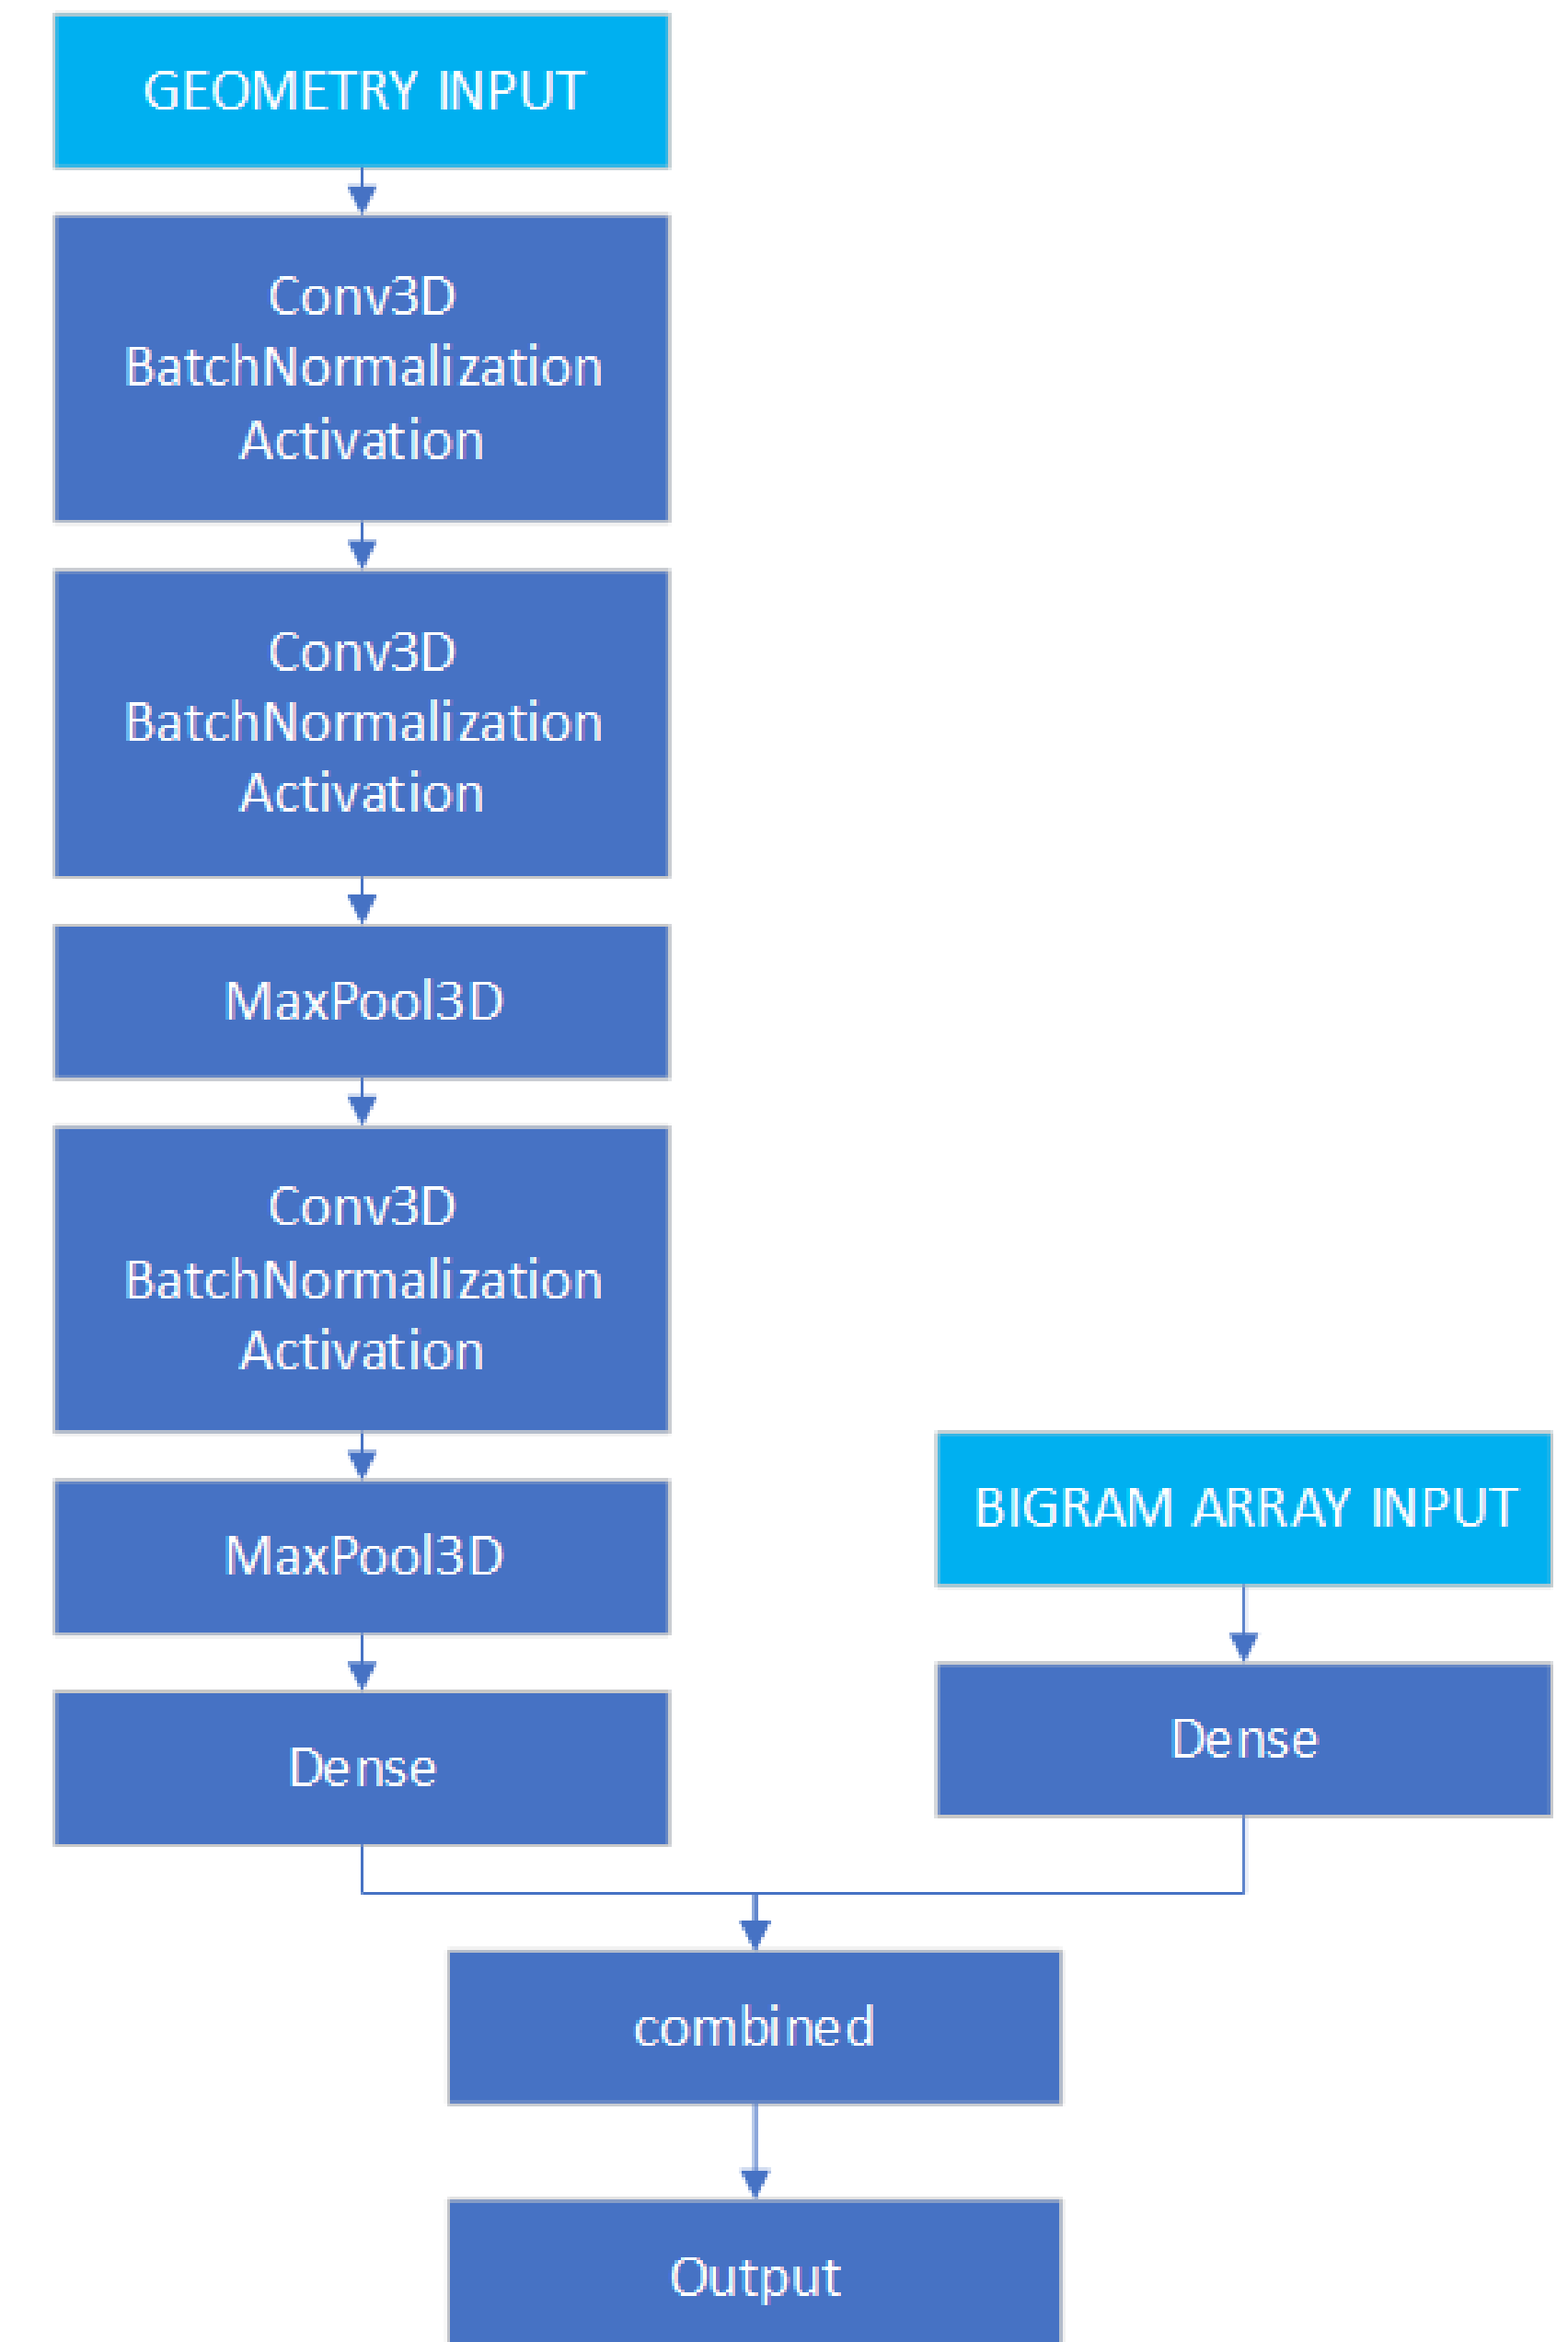 GEOMETRY INPUT
Conv3D
BatchNormalization
Activation
Conv3D
BatchNormalization
Activation
MaxPool3D
Conv3D
BatchNormalization
Activation
MaxPool3D
Dense
BIGRAM ARRAY INPUT
Dense
combined
Output